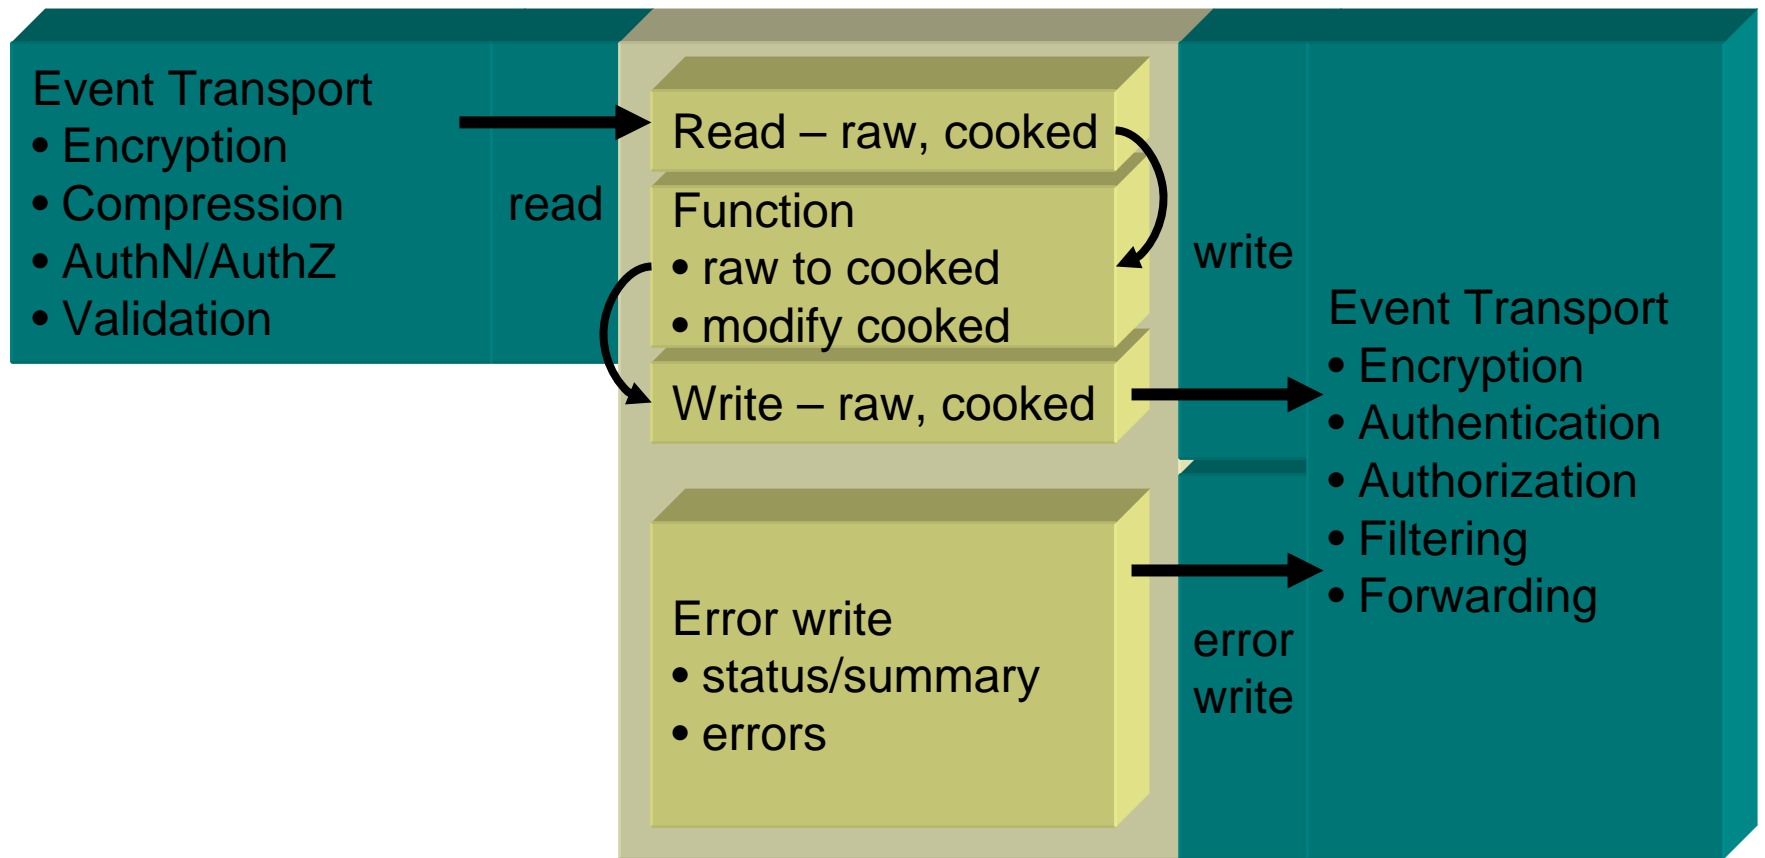 Event Transport
• Encryption
• Compression
• AuthN/AuthZ
• Validation
read
Read – raw, cooked
Function
• raw to cooked
• modify cooked
Write – raw, cooked
Error write
• status/summary
• errors
write
error
write
Event Transport
• Encryption
• Authentication
• Authorization
• Filtering
• Forwarding